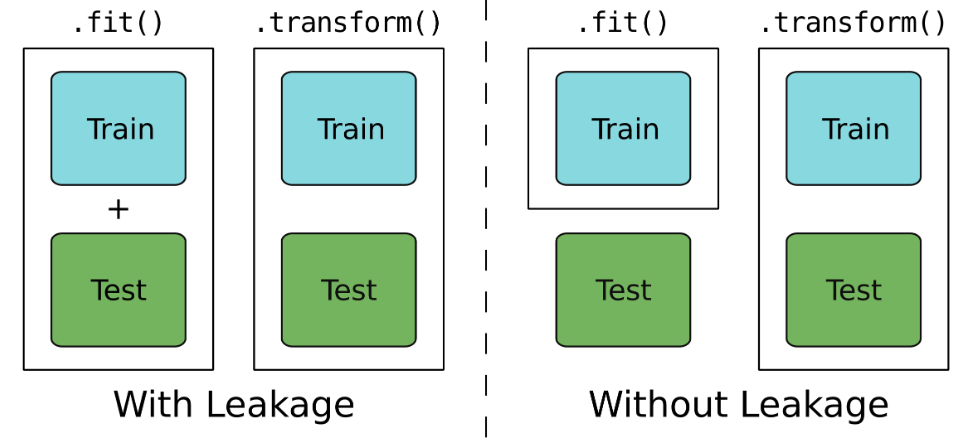 .fit()
.transform()
Train
Train
+
Test
Test
With Leakage
.fit()
.transform()
Train
Train
Test
Test
Without Leakage